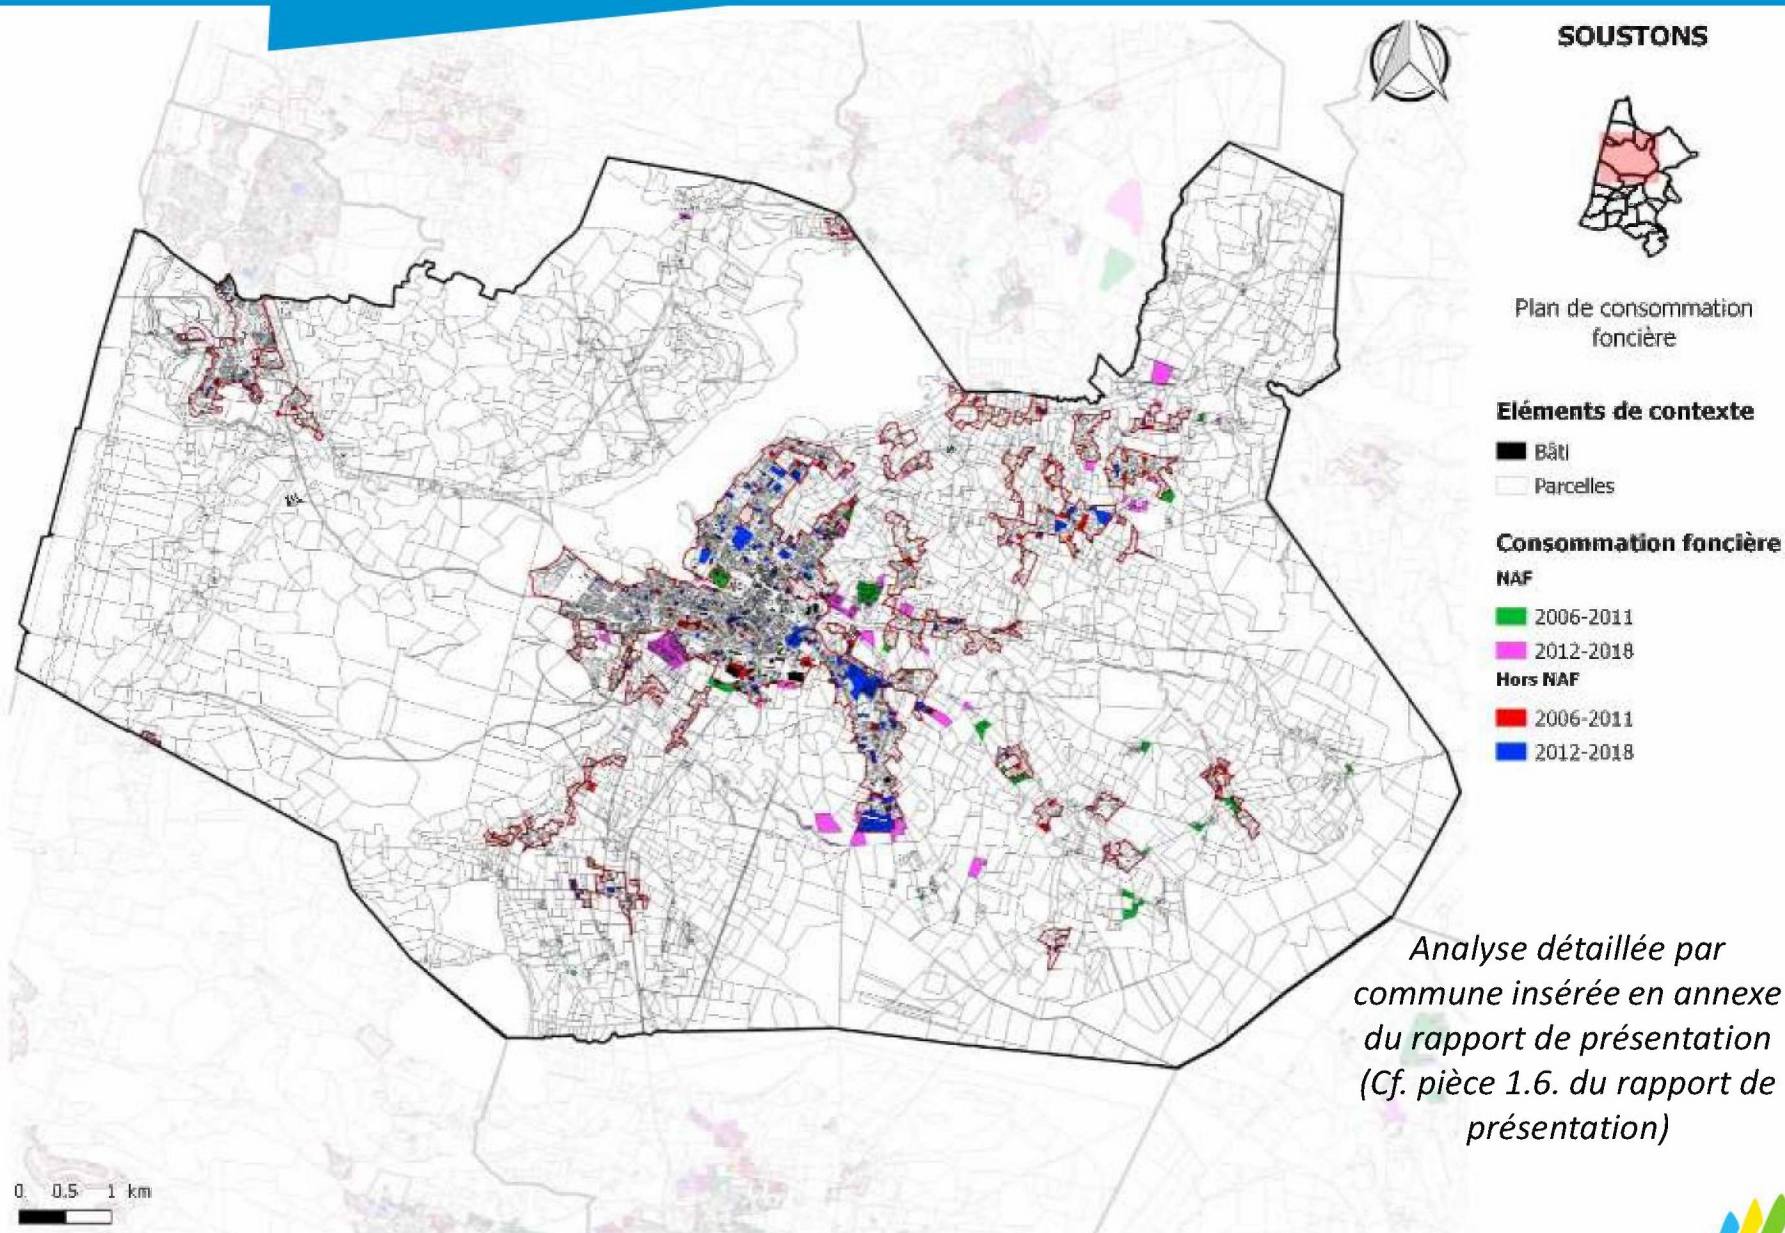 SOUSTONS
Plan de consommation
foncière
Eléments de contexte
Bâti
Parcelles
Consommation foncière
NAF
2006-2011
2012-2018
Hors NAF
2006-2011
2012-2018
Analyse détaillée par
commune insérée en annexe
du rapport de présentation
(Cf. pièce 1.6. du rapport de
présentation)
0 0.5 1 km